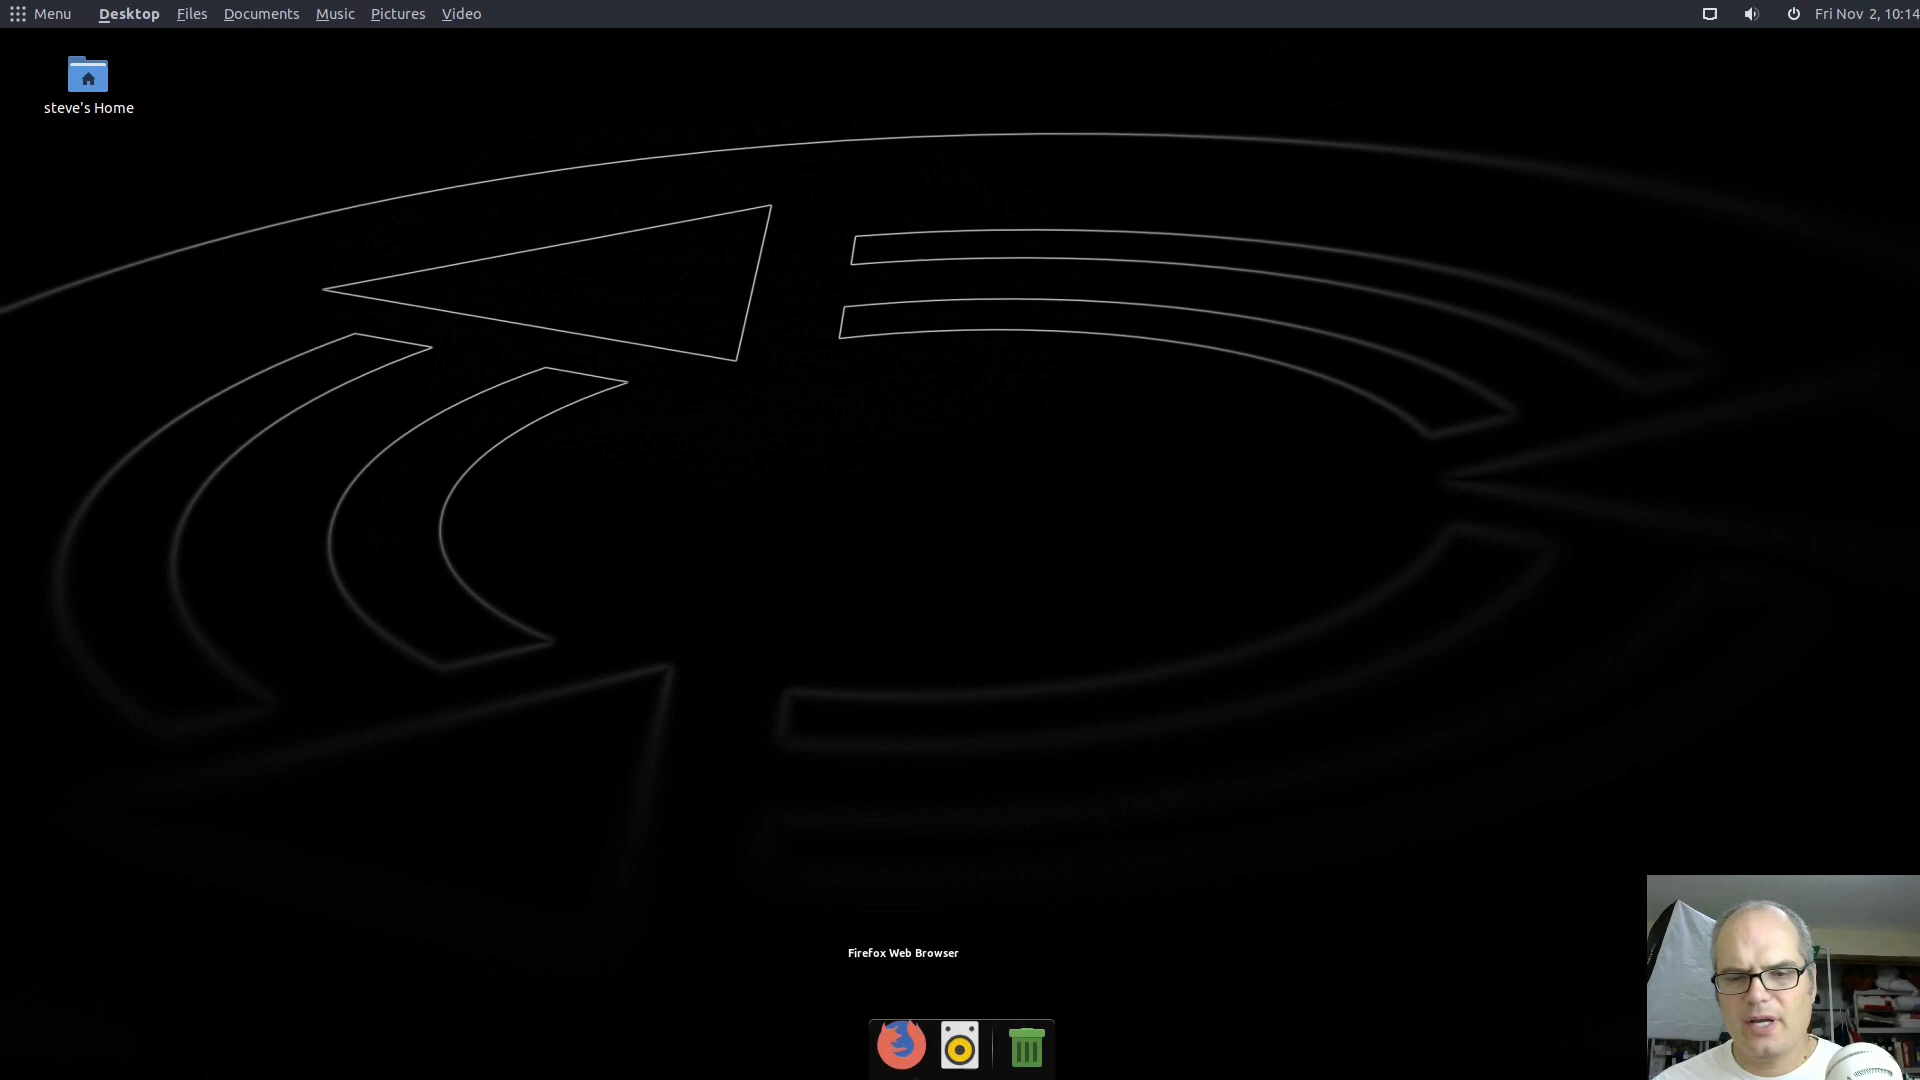 Menu Desktop Files Documents Music Pictures Video Fri Nov 2, 10:14
steve's Home
Firefox Web Browser